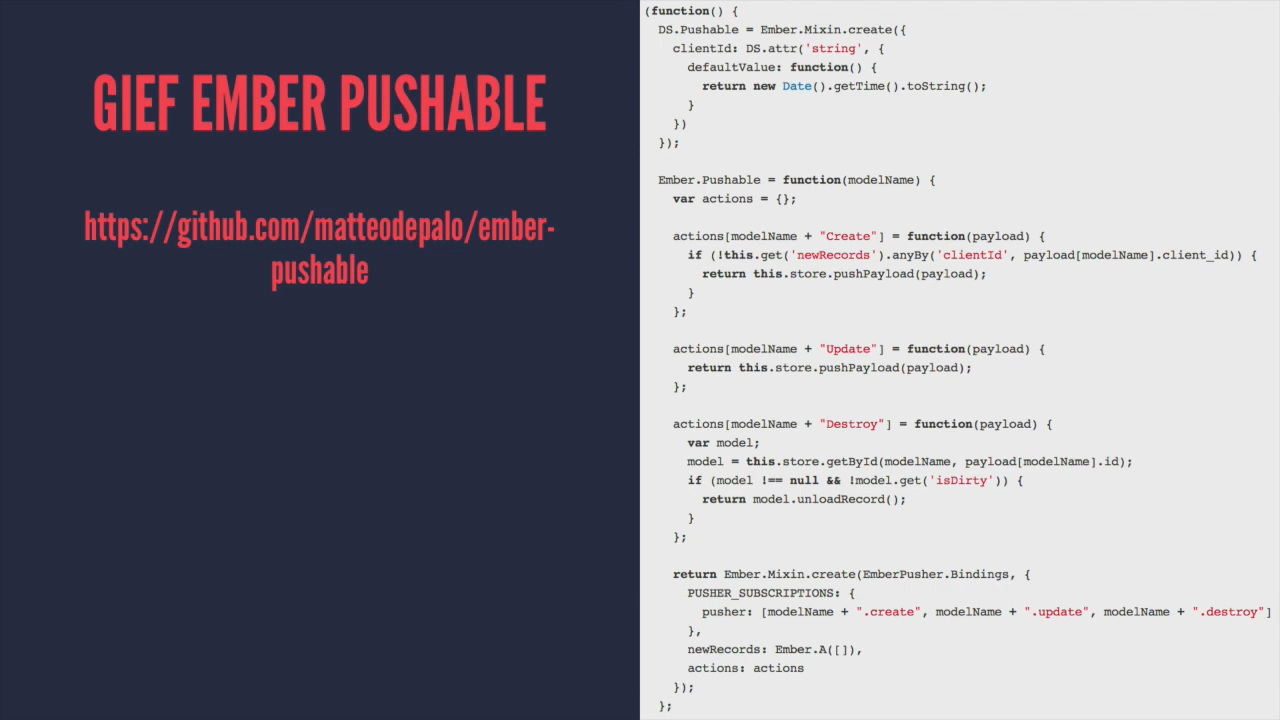 GIEF EMBER PUSHABLE
https://github.com/matteodepalo/ember-
pushable
(function() {
  DS.Pushable = Ember.Mixin.create({
    clientId: DS.attr('string', {
      defaultValue: function() {
        return new Date().getTime().toString();
      }
    })
  });

  Ember.Pushable = function(modelName) {
    var actions = {};

    actions[modelName + "Create"] = function(payload) {
      if (!this.get('newRecords').anyBy('clientId', payload[modelName].client_id)) {
        return this.store.pushPayload(payload);
      }
    };

    actions[modelName + "Update"] = function(payload) {
      return this.store.pushPayload(payload);
    };

    actions[modelName + "Destroy"] = function(payload) {
      var model;
      model = this.store.getById(modelName, payload[modelName].id);
      if (model !== null && !model.get('isDirty')) {
        return model.unloadRecord();
      }
    };

    return Ember.Mixin.create(EmberPusher.Bindings, {
      PUSHER_SUBSCRIPTIONS: {
        pusher: [modelName + ".create", modelName + ".update", modelName + ".destroy"]
      },
      newRecords: Ember.A([]),
      actions: actions
    });
  };